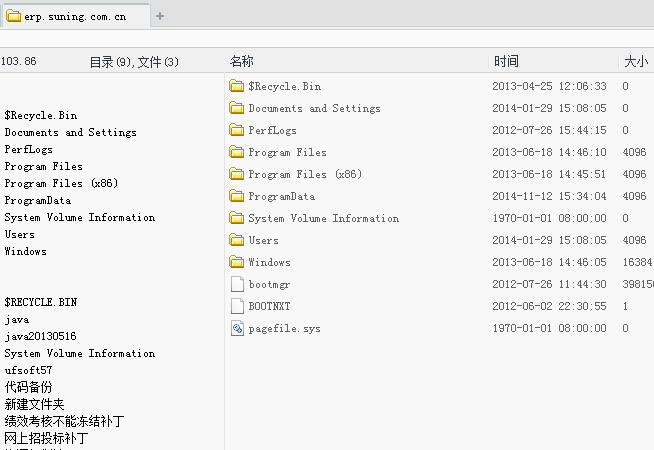 erp.suning.com.cn
103.86 目录(9),文件(3)
名称 时间 大小
$Recycle.Bin
Documents and Settings
PerfLogs
Program Files
Program Files (x86)
ProgramData
System Volume Information
Users
Windows
$RECYCLE.BIN
java
java20130516
System Volume Information
ufsoft57
代码备份
新建文件夹
绩效考核不能冻结补丁
网上招投标补丁
$Recycle.Bin 2013-04-25 12:06:33 0
Documents and Settings 2014-01-29 15:08:05 0
PerfLogs 2012-07-26 15:44:15 0
Program Files 2013-06-18 14:46:10 4096
Program Files (x86) 2013-06-18 14:45:51 4096
ProgramData 2014-11-12 15:34:04 4096
System Volume Information 1970-01-01 08:00:00 0
Users 2014-01-29 15:08:05 4096
Windows 2013-06-18 14:46:05 16384
bootmgr 2012-07-26 11:44:30 398156
BOOTNXT 2012-06-02 22:30:55 1
pagefile.sys 1970-01-01 08:00:00 0